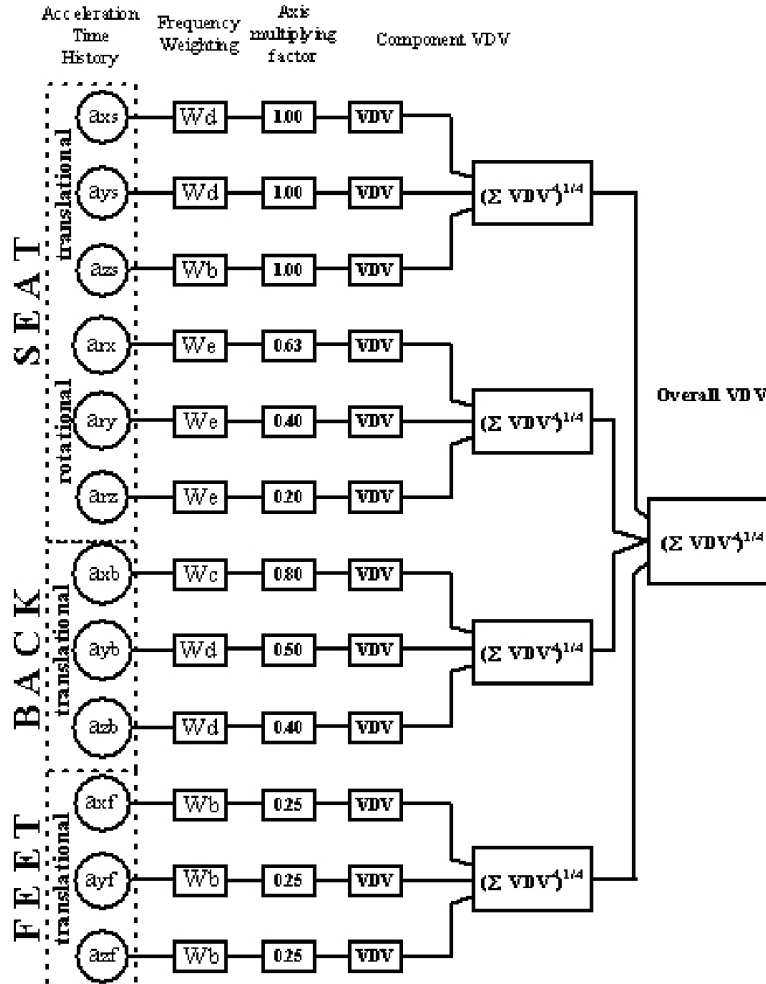 Acceleration Time History
Frequency Weighting
Axis multiplying factor
Component VDV
SEAT
translational
axs Wd 1.00 VDV
ays Wd 1.00 VDV
azs Wb 1.00 VDV
(Σ VDV⁴)^1/4
rotational
arx We 0.63 VDV
ary We 0.40 VDV
arz We 0.20 VDV
(Σ VDV⁴)^1/4
Overall VDV
(Σ VDV⁴)^1/4
BACK
translational
axb Wc 0.80 VDV
ayb Wd 0.50 VDV
azb Wd 0.40 VDV
(Σ VDV⁴)^1/4
FEET
translational
axf Wb 0.25 VDV
ayf Wb 0.25 VDV
azf Wb 0.25 VDV
(Σ VDV⁴)^1/4